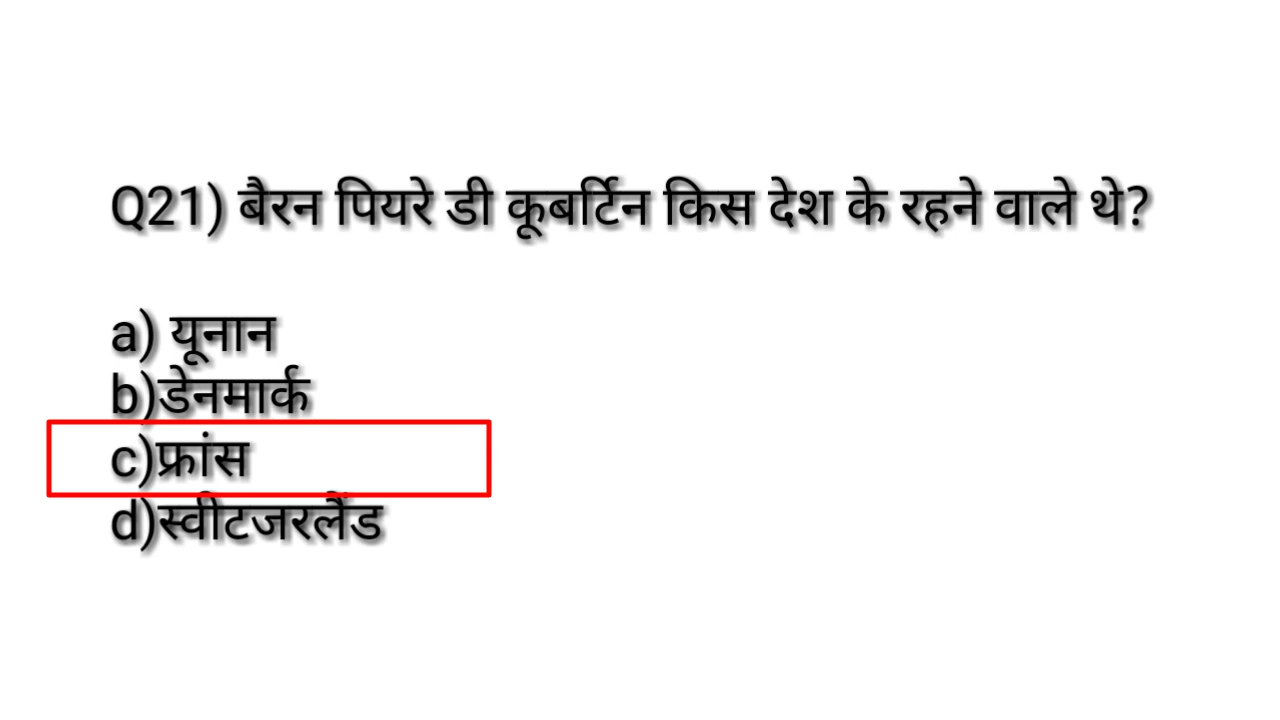 Q21) बैरन पियरे डी कूबर्टिन किस देश के रहने वाले थे?
a) यूनान
b)डेनमार्क
c)फ्रांस
d)स्वीटजरलैंड